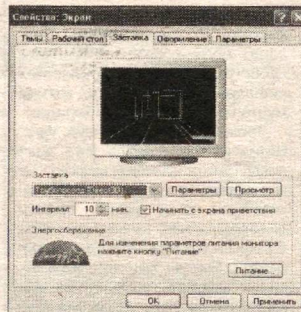 Свойства: Экран
Темы Рабочий стол Заставка Оформление Параметры
Заставка
Параметры Просмотр
Интервал: 10 мин. Начинать с экрана приветствия
Энергосбережение
Для изменения параметров питания монитора
нажмите кнопку "Питание".
Питание...
OK Отмена Применить